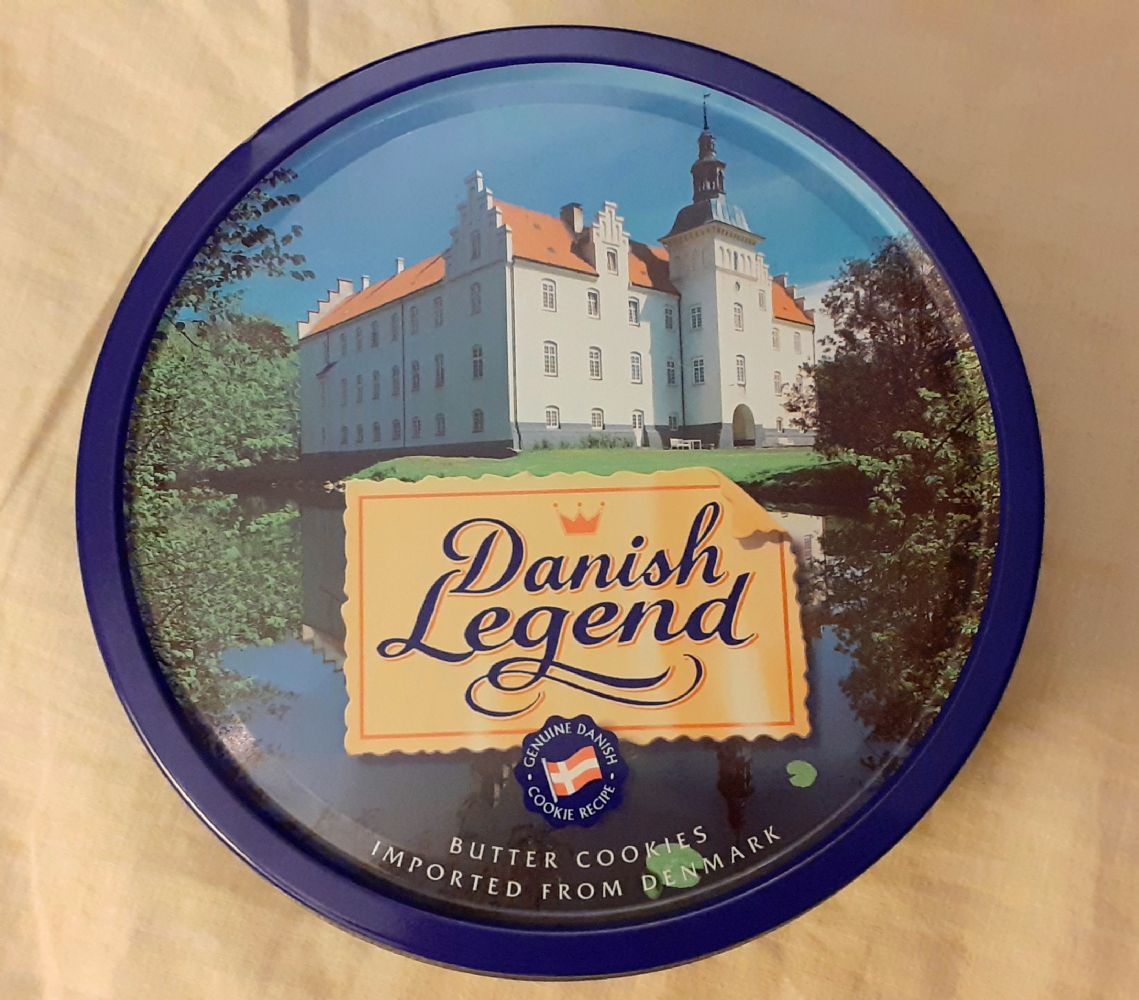 Danish
Legend
GENUINE DANISH
• COOKIE RECIPE •
BUTTER COOKIES
IMPORTED FROM DENMARK